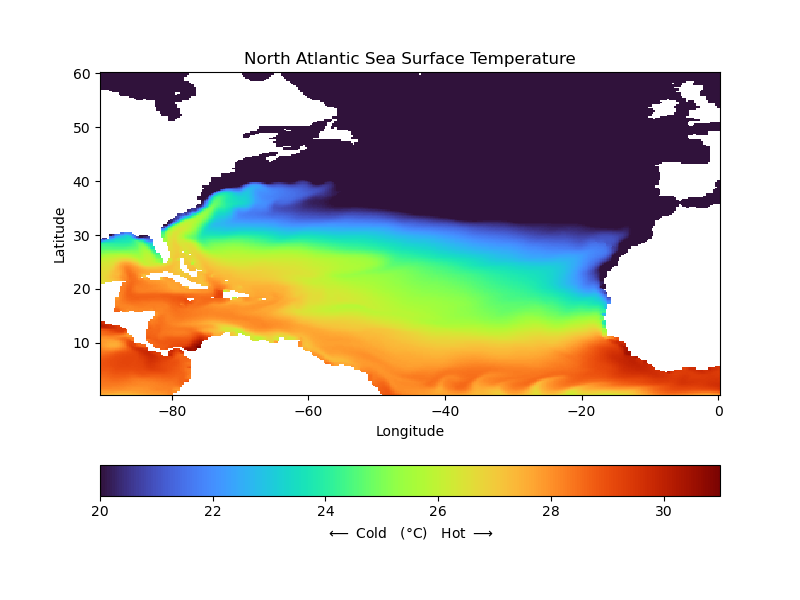 North Atlantic Sea Surface Temperature
60
50
40
30
20
10
Latitude
−80 −60 −40 −20 0
Longitude
20 22 24 26 28 30
⟵ Cold (°C) Hot ⟶